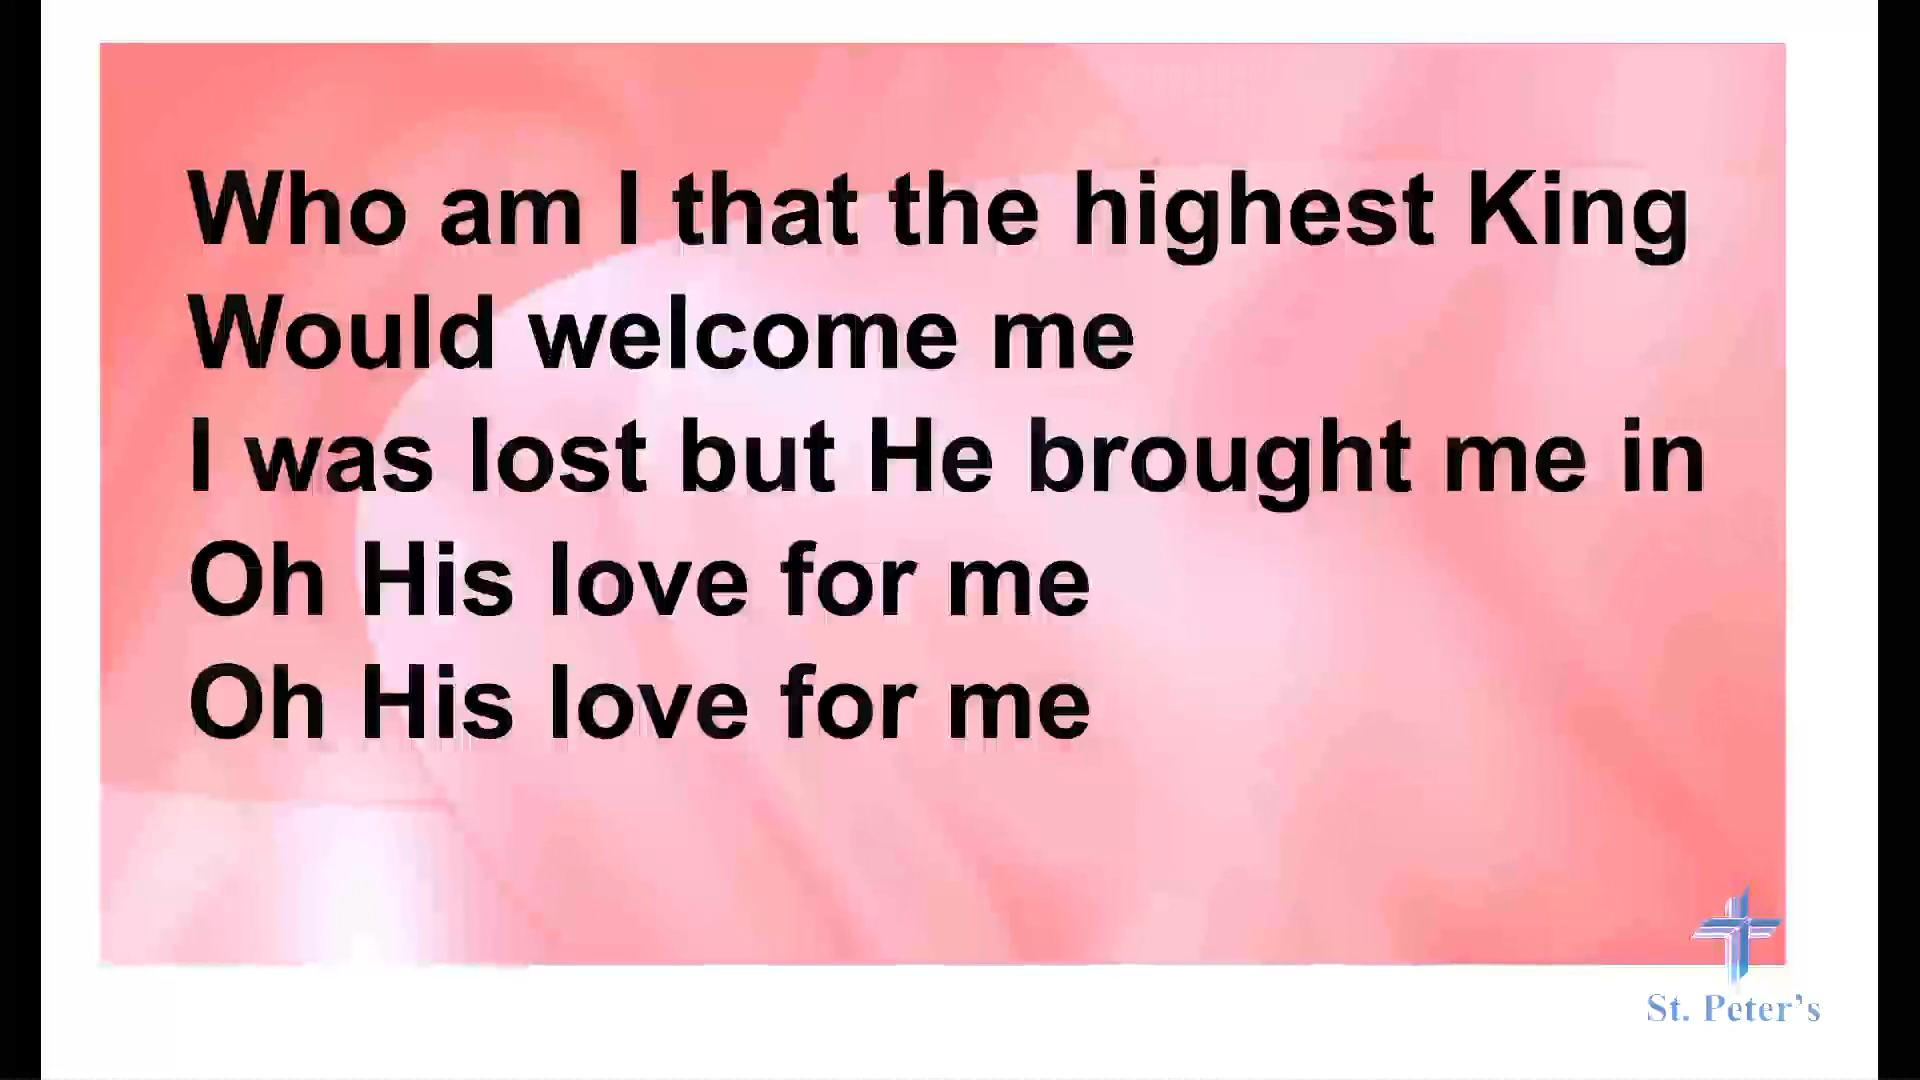 Who am I that the highest King
Would welcome me
I was lost but He brought me in
Oh His love for me
Oh His love for me
St. Peter's